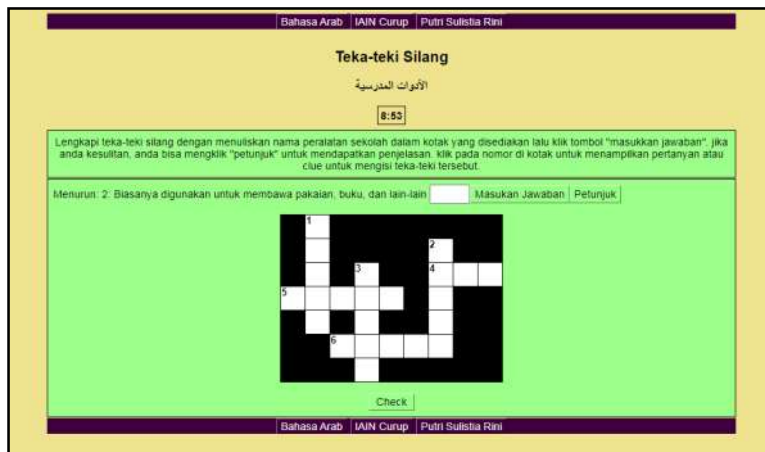 Bahasa Arab IAIN Curup Putri Sulistia Rini
Teka-teki Silang
الأدوات المدرسية
8:53
Lengkapi teka-teki silang dengan menuliskan nama peralatan sekolah dalam kotak yang disediakan lalu klik tombol "masukkan jawaban". jika
anda kesulitan, anda bisa mengklik "petunjuk" untuk mendapatkan penjelasan. klik pada nomor di kotak untuk menampilkan pertanyan atau
clue untuk mengisi teka-teki tersebut.
Menurun: 2: Biasanya digunakan untuk membawa pakaian, buku, dan lain-lain Masukan Jawaban Petunjuk
1
2
3 4
5
6
Check
Bahasa Arab IAIN Curup Putri Sulistia Rini